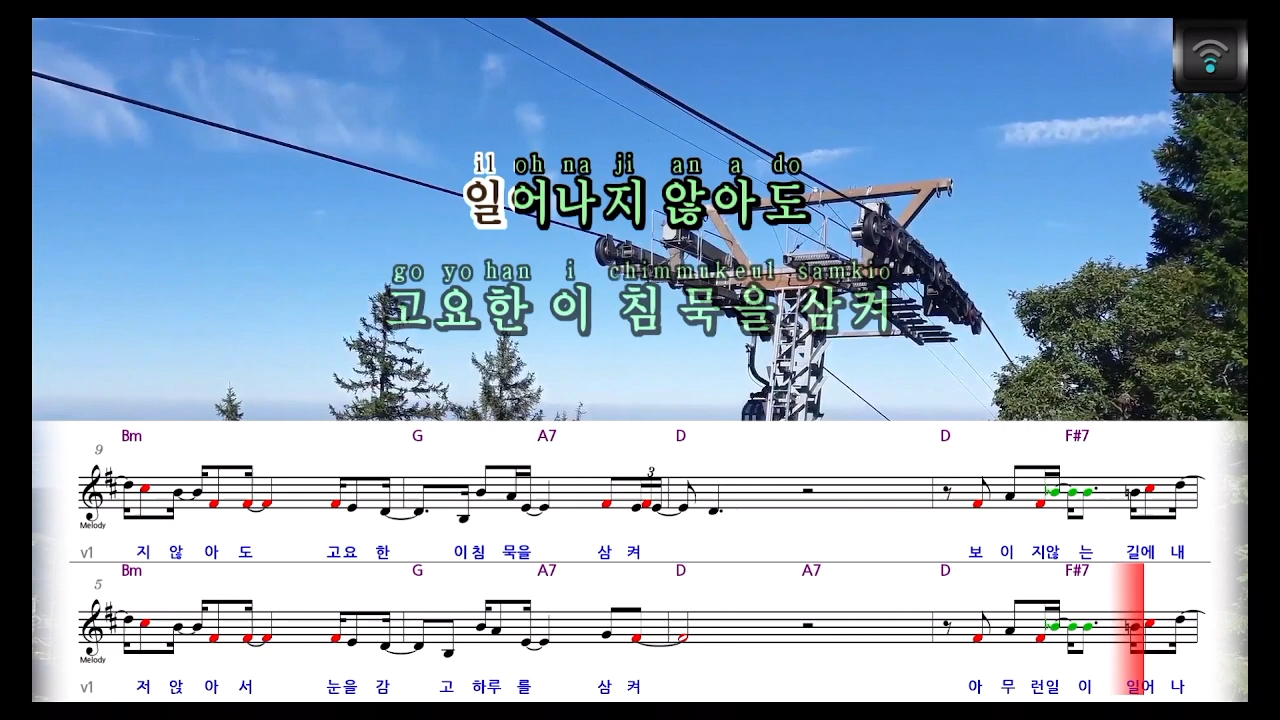 il oh na ji an a do
일어나지 않아도
go yo han i chimmukeul samkio
고요한 이 침묵을 삼켜
Bm G A7 D D F#7
9
3
Melody
v1 지 않 아 도 고요 한 이 침 묵을 삼 켜 보 이 지않 는 길에 내
Bm G A7 D A7 D F#7
5
Melody
v1 저 앉 아 서 눈을 감 고 하루 를 삼 켜 아 무 런일 이 일어 나